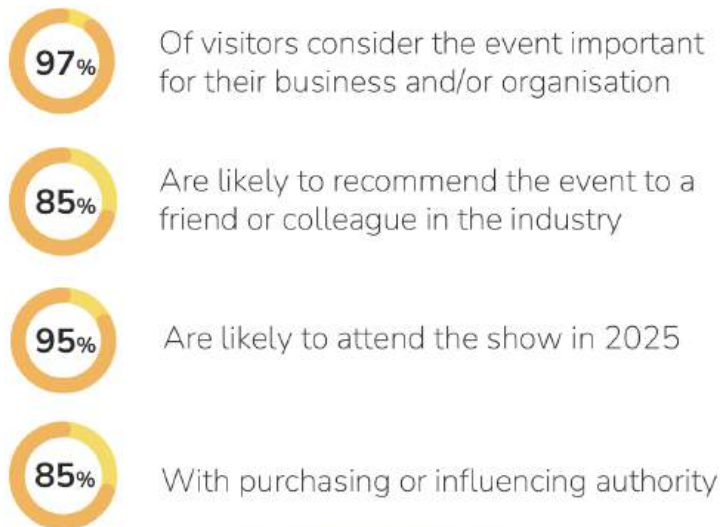 97%
Of visitors consider the event important
for their business and/or organisation
85%
Are likely to recommend the event to a
friend or colleague in the industry
95%
Are likely to attend the show in 2025
85%
With purchasing or influencing authority